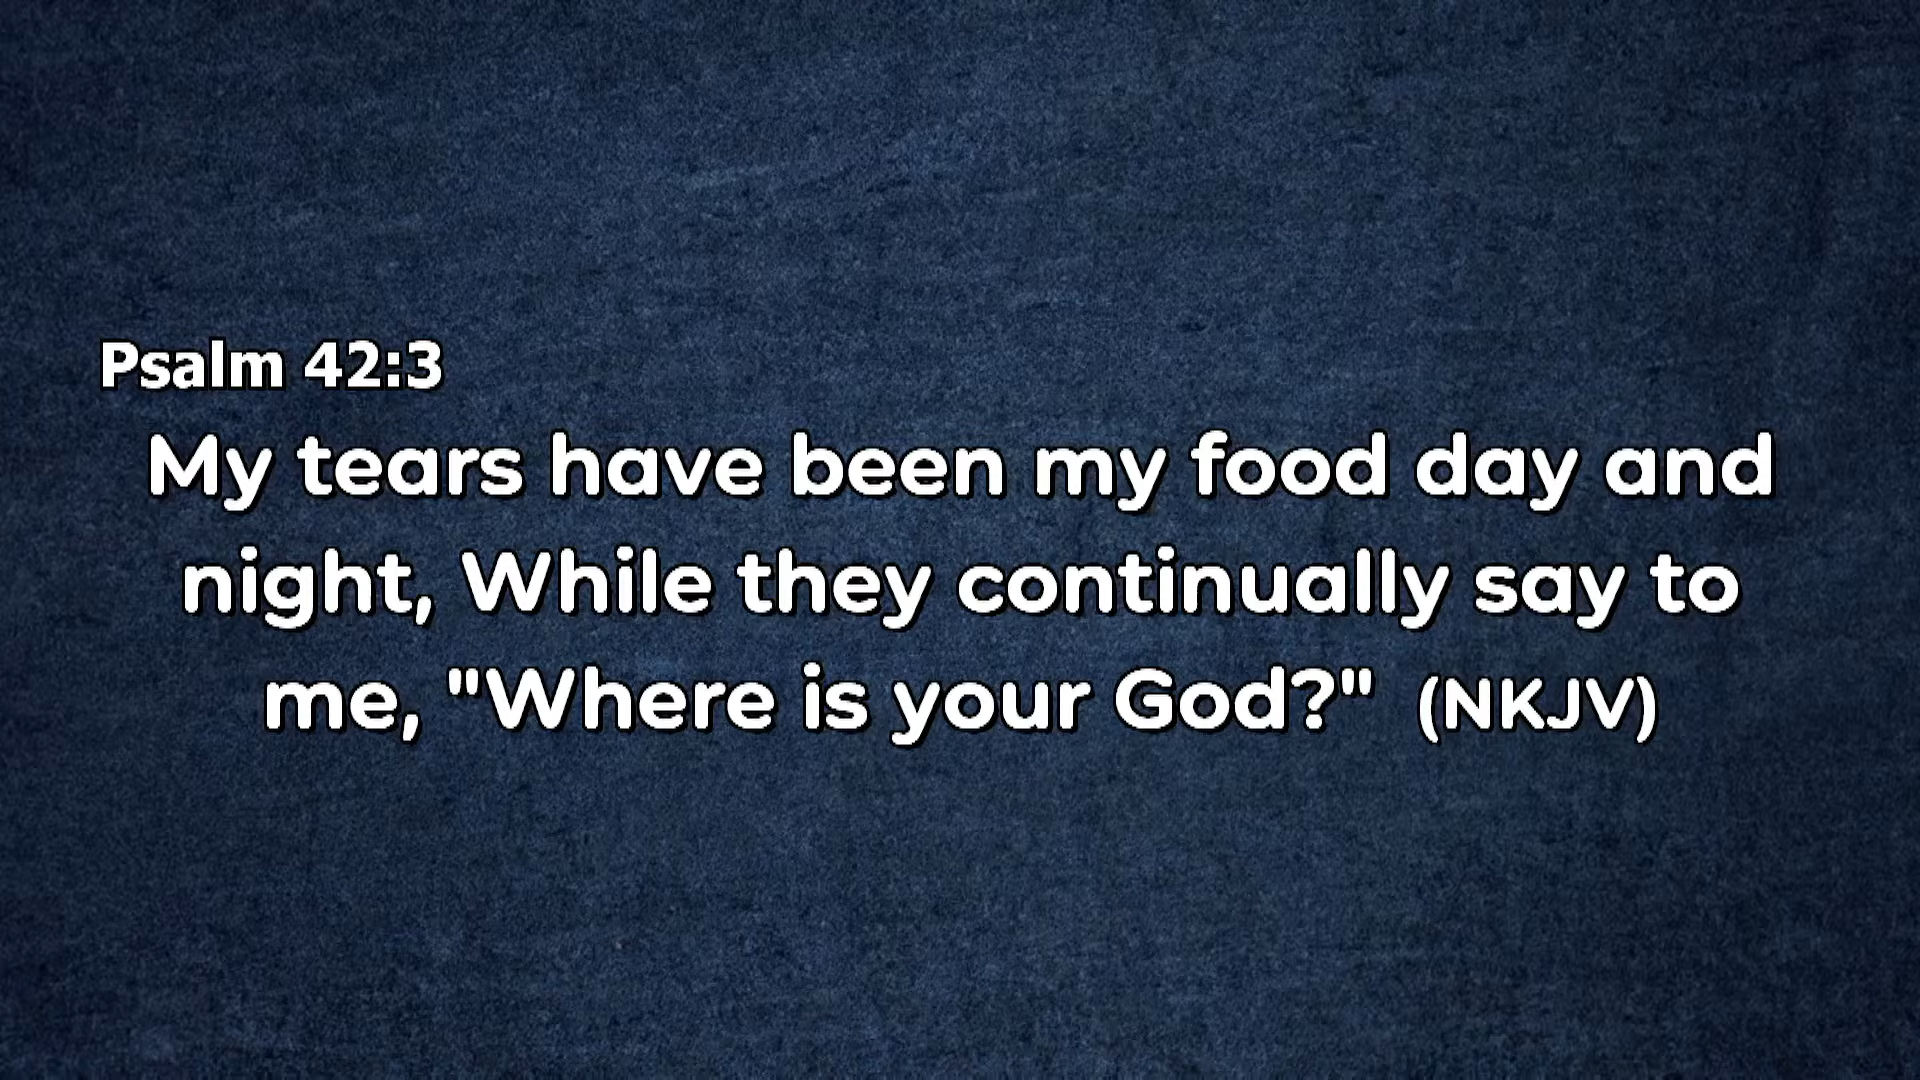 Psalm 42:3
My tears have been my food day and
night, While they continually say to
me, "Where is your God?" (NKJV)